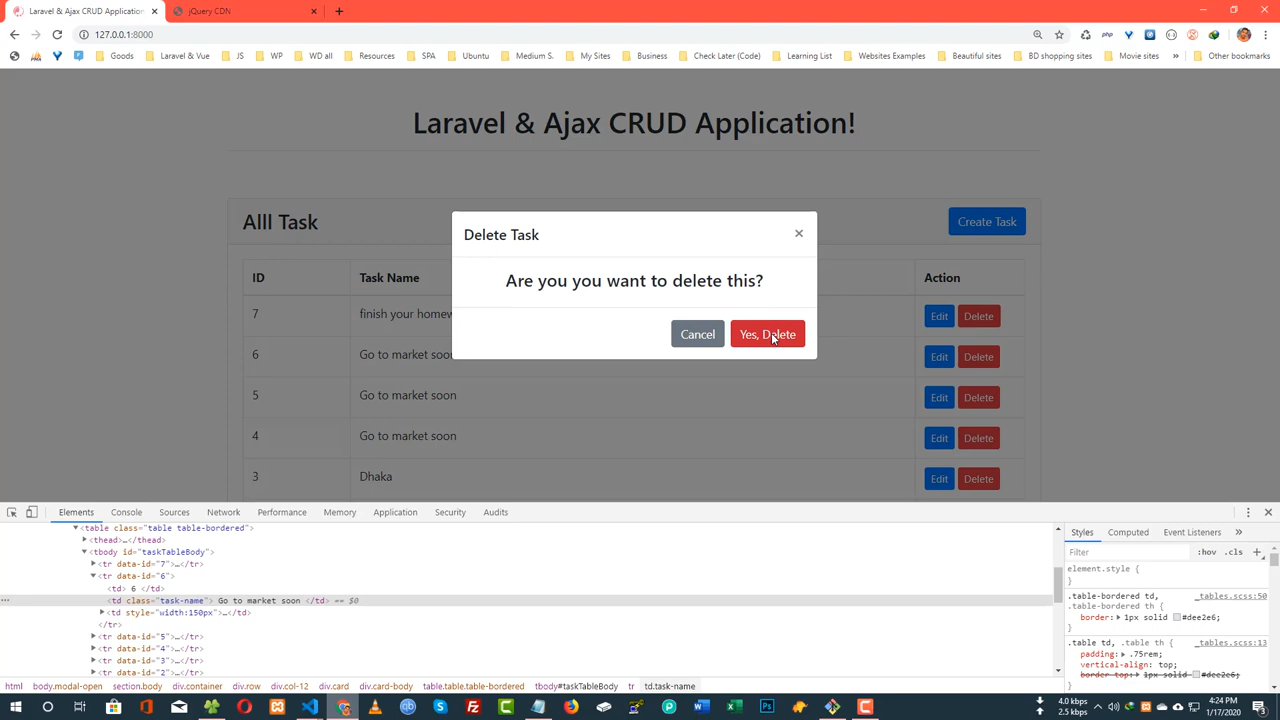 Laravel & Ajax CRUD Application
jQuery CDN
127.0.0.1:8000
php
Goods
Laravel & Vue
JS
WP
WD all
Resources
SPA
Ubuntu
Medium S.
My Sites
Business
Check Later (Code)
Learning List
Websites Examples
Beautiful sites
BD shopping sites
Movie sites
»
Other bookmarks
Laravel & Ajax CRUD Application!
Alll Task
Create Task
Delete Task
×
Are you you want to delete this?
Cancel
Yes, Delete
ID
Task Name
Action
7
finish your homew
Edit
Delete
6
Go to market soon
Edit
Delete
5
Go to market soon
Edit
Delete
4
Go to market soon
Edit
Delete
3
Dhaka
Edit
Delete
Elements
Console
Sources
Network
Performance
Memory
Application
Security
Audits
<table class="table table-bordered">
<thead>…</thead>
<tbody id="taskTableBody">
<tr data-id="7">…</tr>
<tr data-id="6">
<td> 6 </td>
<td class="task-name"> Go to market soon </td> == $0
<td style="width:150px">…</td>
</tr>
<tr data-id="5">…</tr>
<tr data-id="4">…</tr>
<tr data-id="3">…</tr>
<tr data-id="2">…</tr>
html
body.modal-open
section.body
div.container
div.row
div.col-12
div.card
div.card-body
table.table.table-bordered
tbody#taskTableBody
tr
td.task-name
Styles
Computed
Event Listeners
»
Filter
:hov
.cls
+
element.style {
}
.table-bordered td,
_tables.scss:50
.table-bordered th {
border: 1px solid #dee2e6;
}
.table td, .table th {
_tables.scss:13
padding: .75rem;
vertical-align: top;
border-top: 1px solid #dee2e6;
}
4.0 kbps
2.5 kbps
4:24 PM
1/17/2020